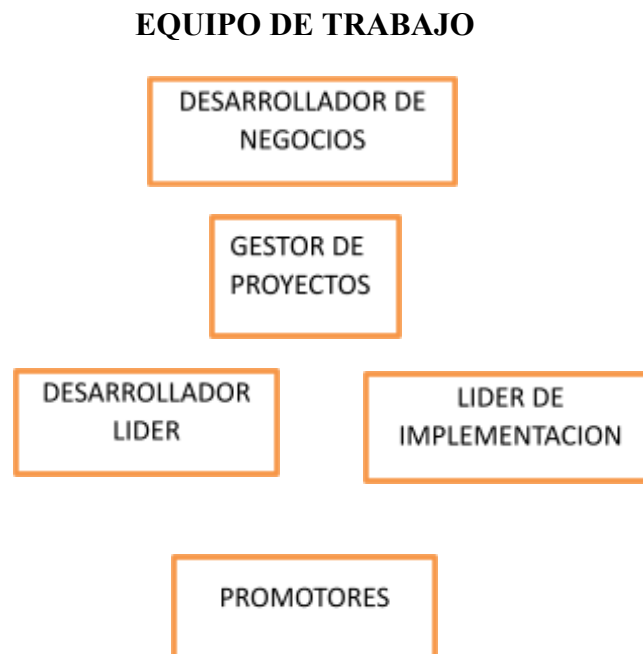 EQUIPO DE TRABAJO
DESARROLLADOR DE
NEGOCIOS
GESTOR DE
PROYECTOS
DESARROLLADOR
LIDER
LIDER DE
IMPLEMENTACION
PROMOTORES